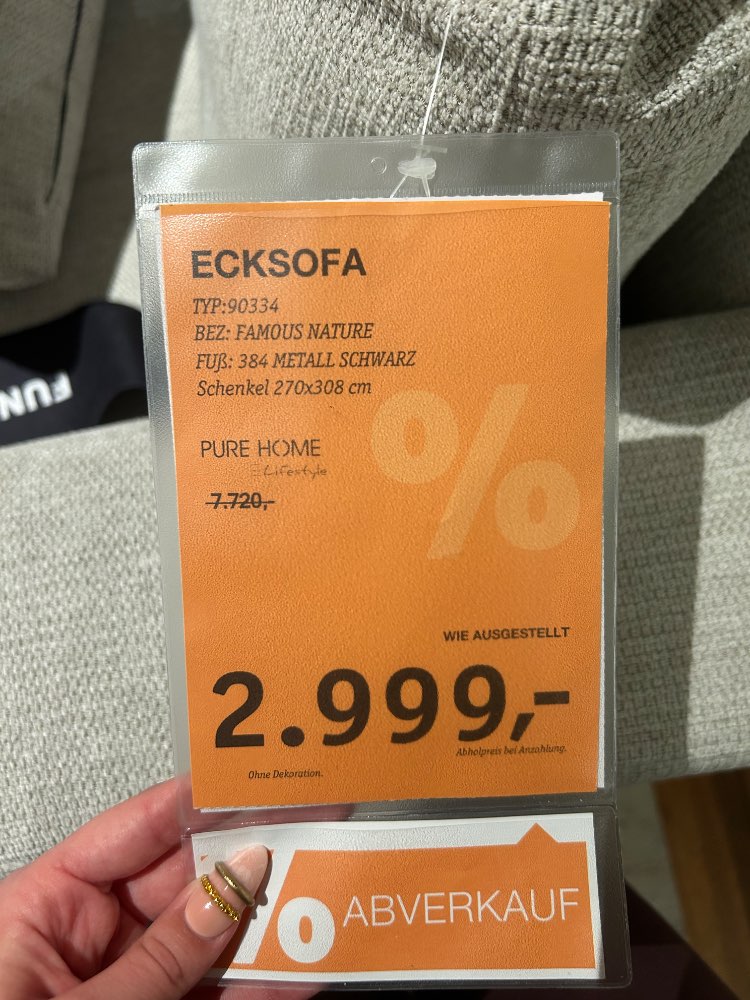 ECKSOFA
TYP:90334
BEZ: FAMOUS NATURE
FUß: 384 METALL SCHWARZ
Schenkel 270x308 cm
PURE HOME
Lifestyle
7.720,-
%
WIE AUSGESTELLT
2.999,-
Abholpreis bei Anzahlung.
Ohne Dekoration.
% ABVERKAUF
FUN